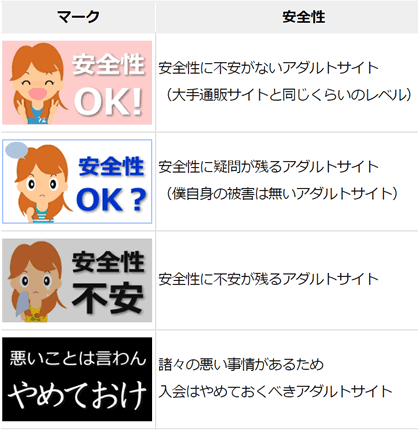 マーク 安全性
安全性
OK!
安全性に不安がないアダルトサイト
（大手通販サイトと同じくらいのレベル）
安全性
OK？
安全性に疑問が残るアダルトサイト
（僕自身の被害は無いアダルトサイト）
安全性
不安
安全性に不安が残るアダルトサイト
悪いことは言わん
やめておけ
諸々の悪い事情があるため
入会はやめておくべきアダルトサイト